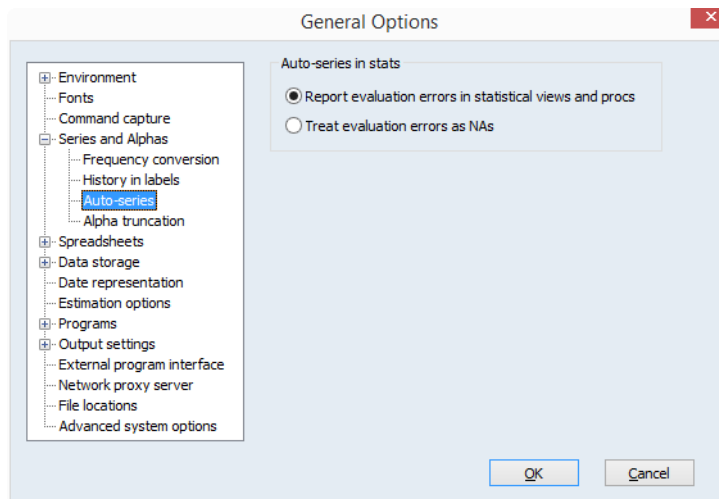 General Options
Environment
Fonts
Command capture
Series and Alphas
Frequency conversion
History in labels
Auto-series
Alpha truncation
Spreadsheets
Data storage
Date representation
Estimation options
Programs
Output settings
External program interface
Network proxy server
File locations
Advanced system options
Auto-series in stats
Report evaluation errors in statistical views and procs
Treat evaluation errors as NAs
OK
Cancel